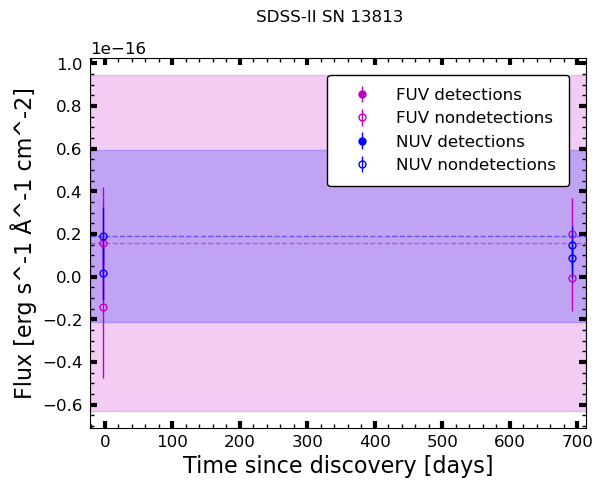 SDSS-II SN 13813
1e−16
1.0
0.8
0.6
0.4
0.2
0.0
−0.2
−0.4
−0.6
Flux [erg s^-1 Å^-1 cm^-2]
FUV detections
FUV nondetections
NUV detections
NUV nondetections
0 100 200 300 400 500 600 700
Time since discovery [days]